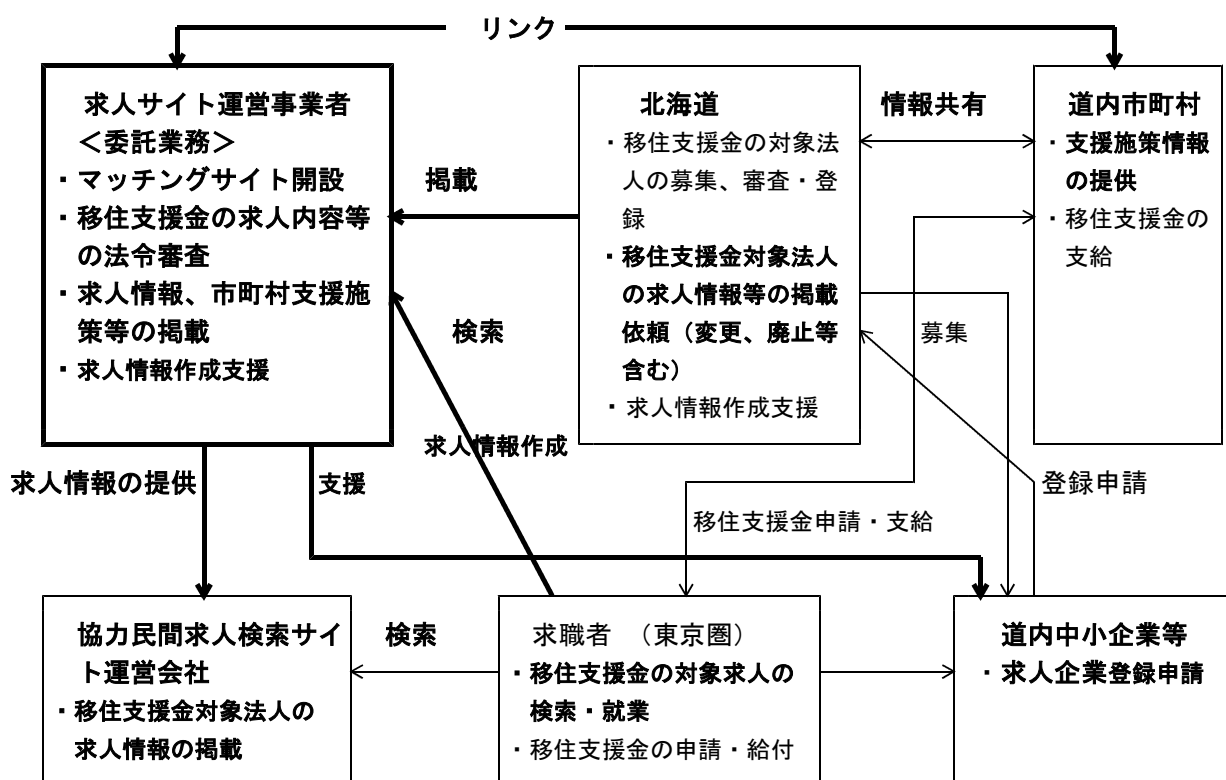 リンク
求人サイト運営事業者
＜委託業務＞
・マッチングサイト開設
・移住支援金の求人内容等
の法令審査
・求人情報、市町村支援施
策等の掲載
・求人情報作成支援
掲載
検索
求人情報作成
北海道
・移住支援金の対象法
人の募集、審査・登
録
・移住支援金対象法人
の求人情報等の掲載
依頼（変更、廃止等
含む）
・求人情報作成支援
情報共有
募集
道内市町村
・支援施策情報
の提供
・移住支援金の
支給
求人情報の提供
支援
移住支援金申請・支給
登録申請
協力民間求人検索サイ
ト運営会社
・移住支援金対象法人の
求人情報の掲載
検索
求職者　（東京圏）
・移住支援金の対象求人の
検索・就業
・移住支援金の申請・給付
道内中小企業等
・求人企業登録申請